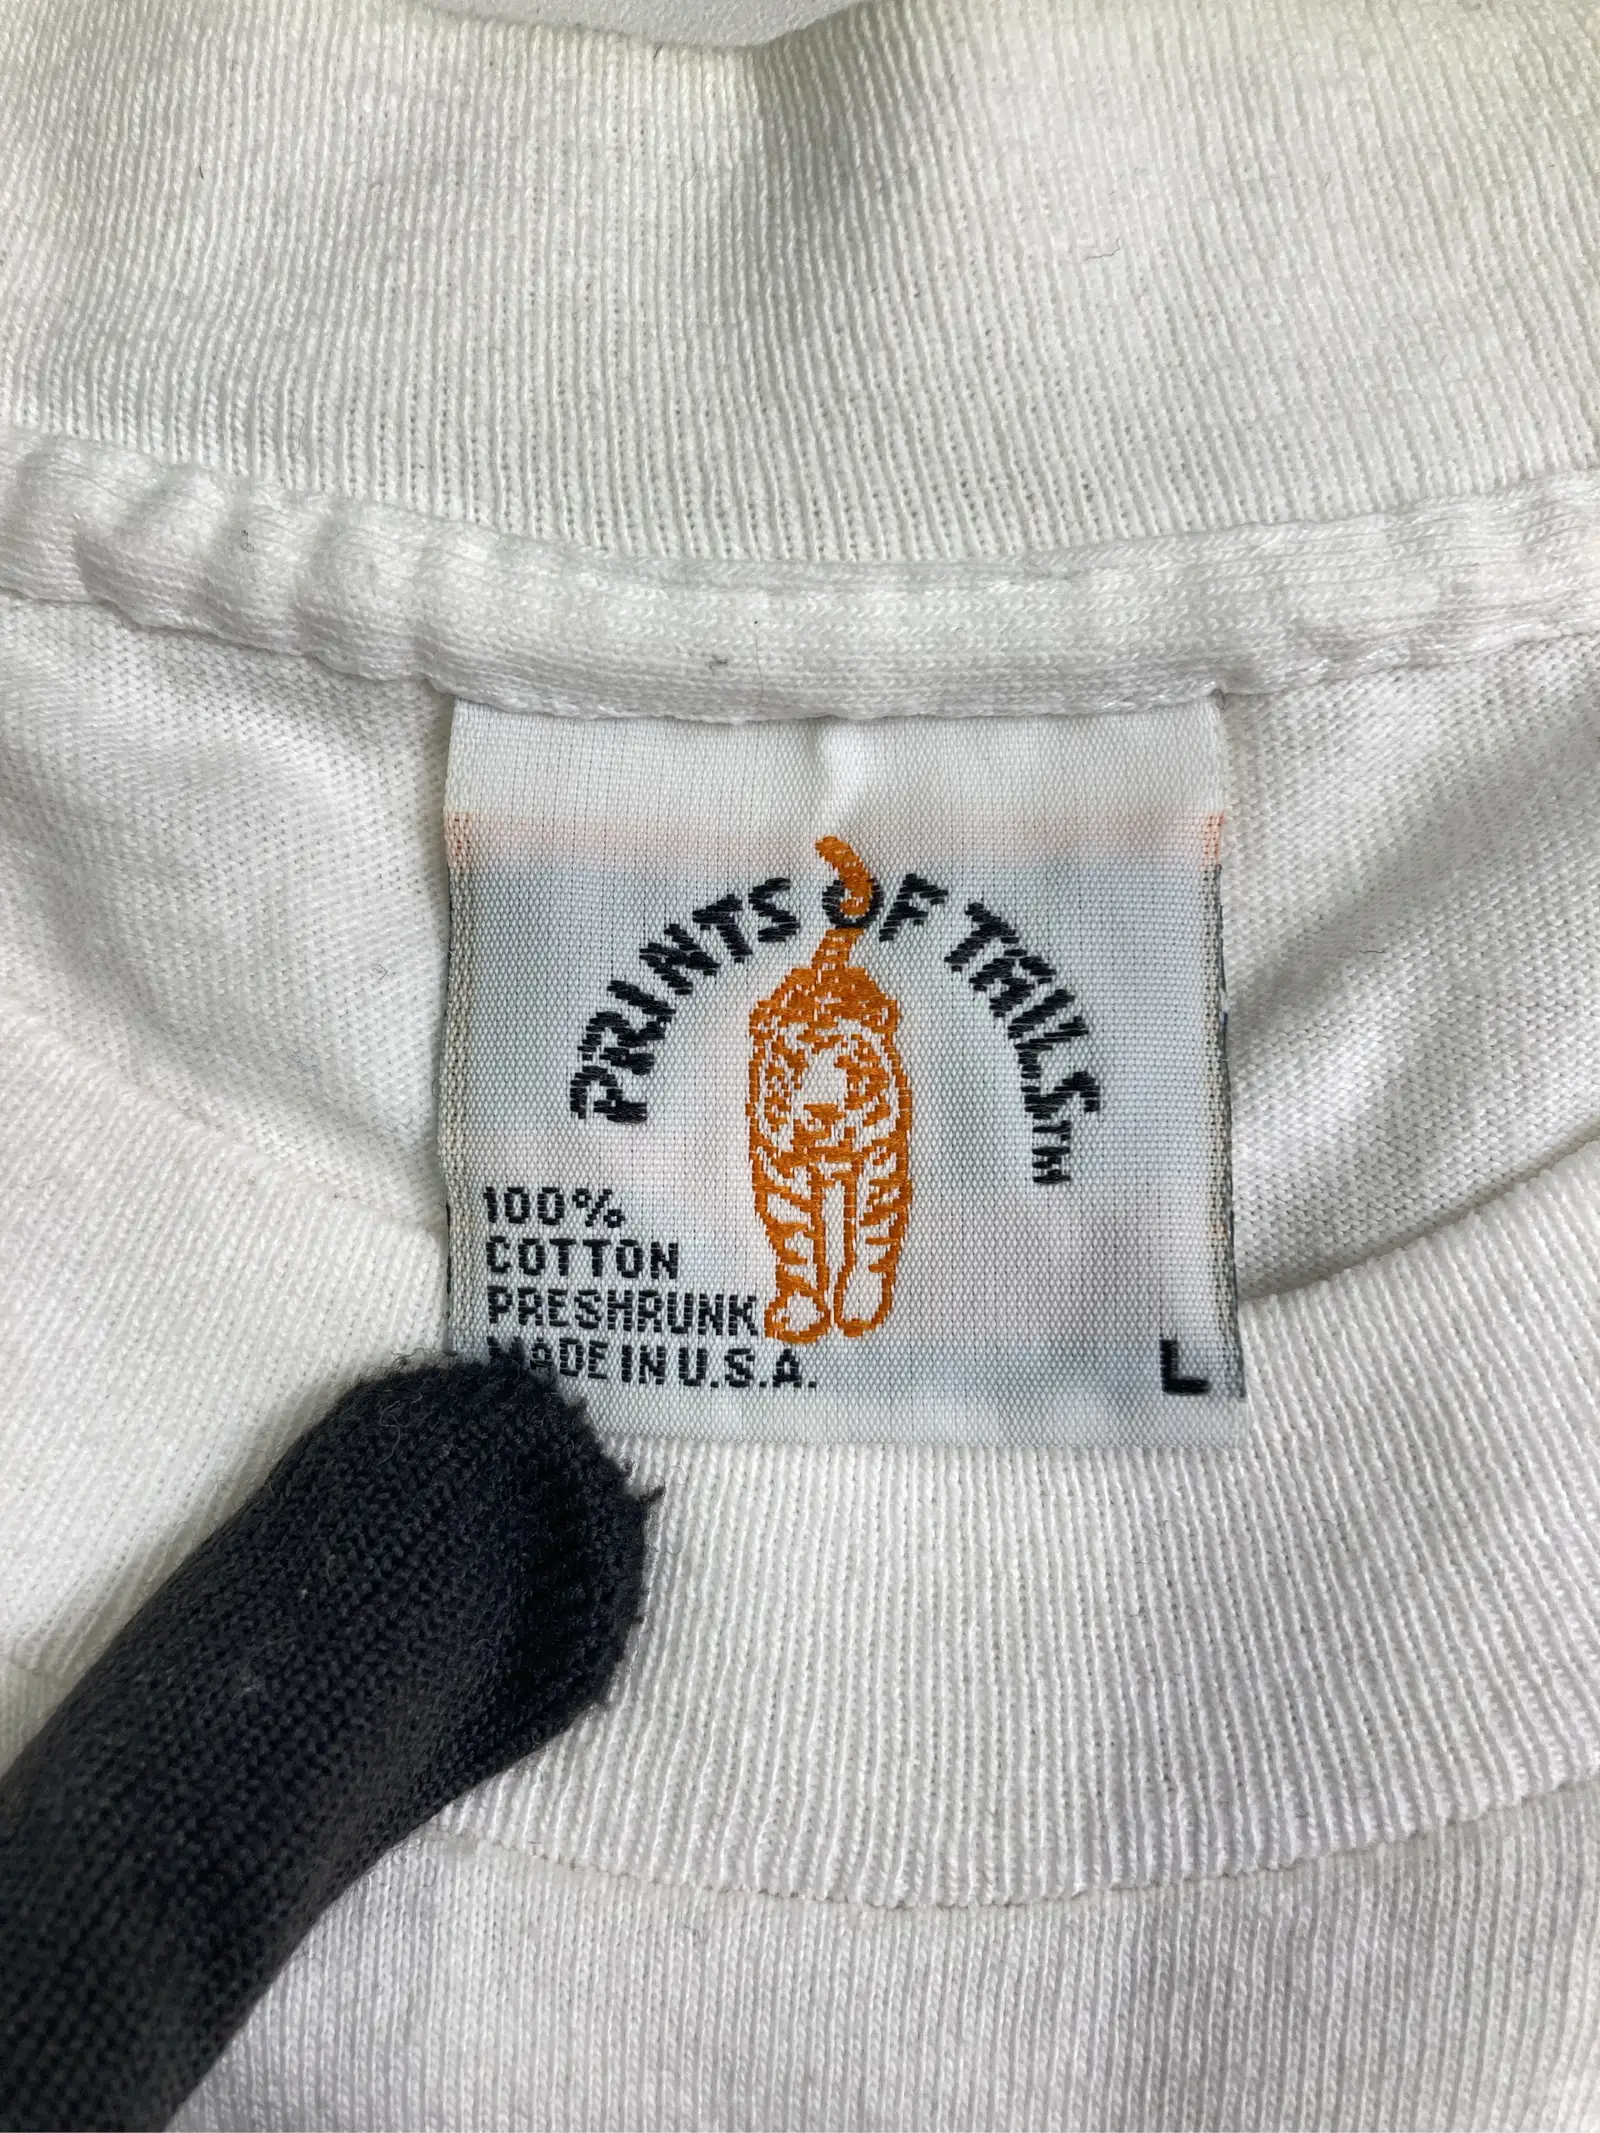 PRINTS OF TAILS™
100%
COTTON
PRESHRUNK
MADE IN U.S.A.
L